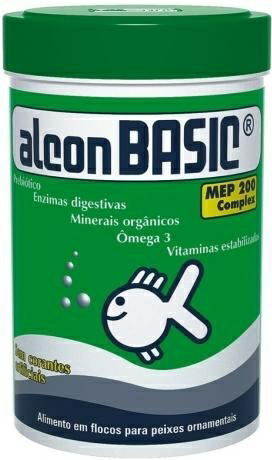 alcon BASIC®
MEP 200
Complex
Prebiótico
Enzimas digestivas
Minerais orgânicos
Ômega 3
Vitaminas estabilizadas
Sem corantes
artificiais
Alimento em flocos para peixes ornamentais